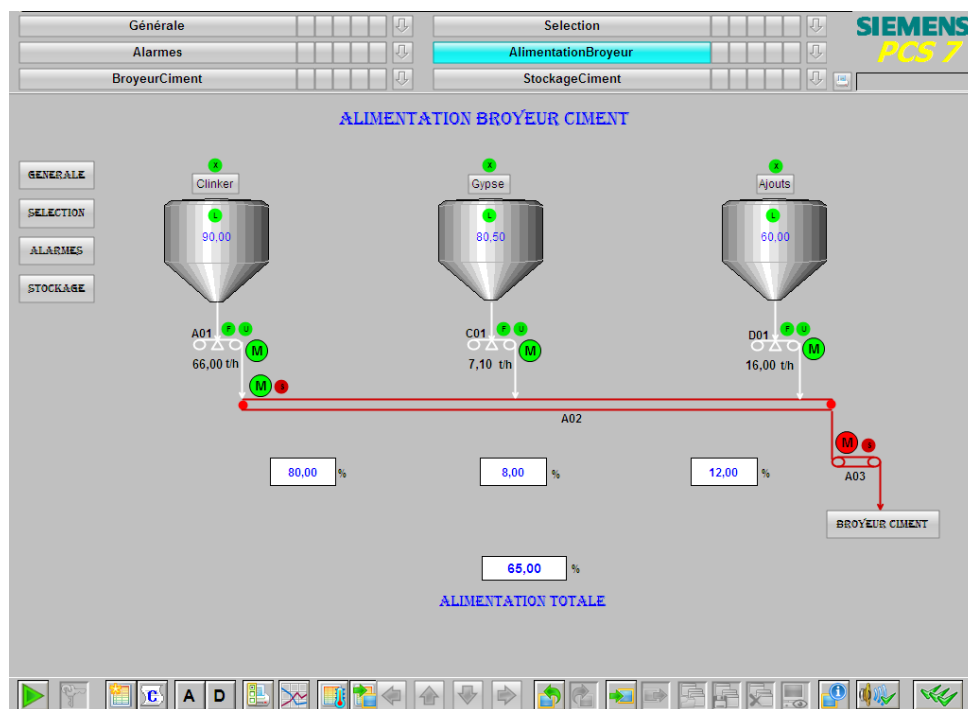 Générale
Selection
SIEMENS
PCS 7
Alarmes
AlimentationBroyeur
BroyeurCiment
StockageCiment
ALIMENTATION BROYEUR CIMENT
GENERALE
SELECTION
ALARMES
STOCKAGE
X
Clinker
X
Gypse
X
Ajouts
L
90,00
L
80,50
L
60,00
A01 F U
M
66,00 t/h
C01 F U
M
7,10 t/h
D01 F U
M
16,00 t/h
M
A02
M
A03
80,00 %
8,00 %
12,00 %
BROYEUR CIMENT
65,00 %
ALIMENTATION TOTALE
C
A
D